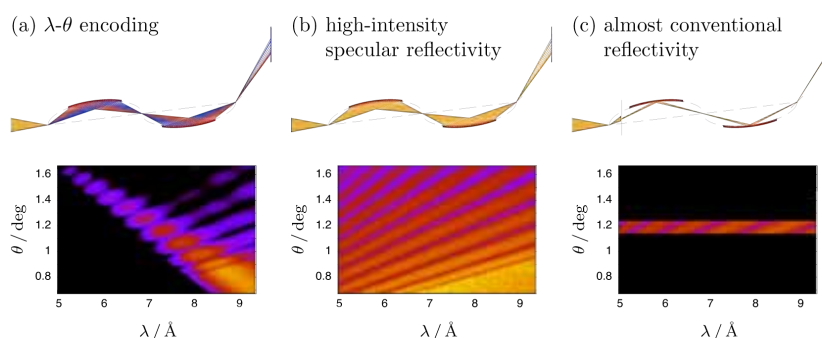 (a) λ-θ encoding
(b) high-intensity
specular reflectivity
(c) almost conventional
reflectivity
1.6
1.4
1.2
1
0.8
θ / deg
5 6 7 8 9
λ / Å
1.6
1.4
1.2
1
0.8
θ / deg
5 6 7 8 9
λ / Å
1.6
1.4
1.2
1
0.8
θ / deg
5 6 7 8 9
λ / Å